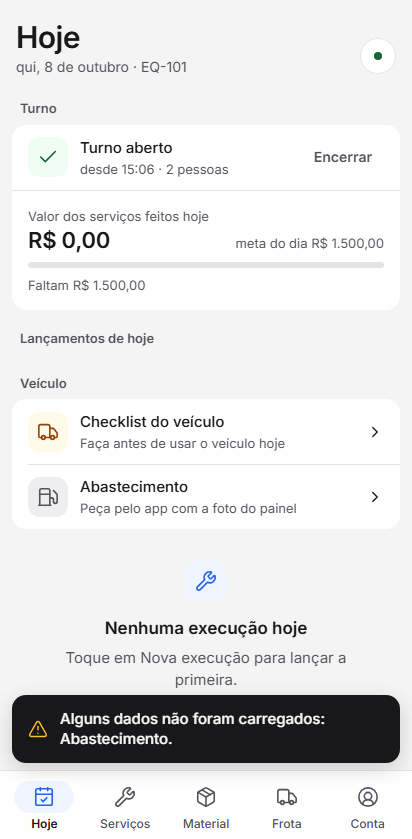 Hoje
qui, 8 de outubro · EQ-101
Turno
Turno aberto
desde 15:06 · 2 pessoas
Encerrar
Valor dos serviços feitos hoje
R$ 0,00
meta do dia R$ 1.500,00
Faltam R$ 1.500,00
Lançamentos de hoje
Veículo
Checklist do veículo
Faça antes de usar o veículo hoje
Abastecimento
Peça pelo app com a foto do painel
Nenhuma execução hoje
Toque em Nova execução para lançar a
primeira.
Alguns dados não foram carregados:
Abastecimento.
Hoje
Serviços
Material
Frota
Conta